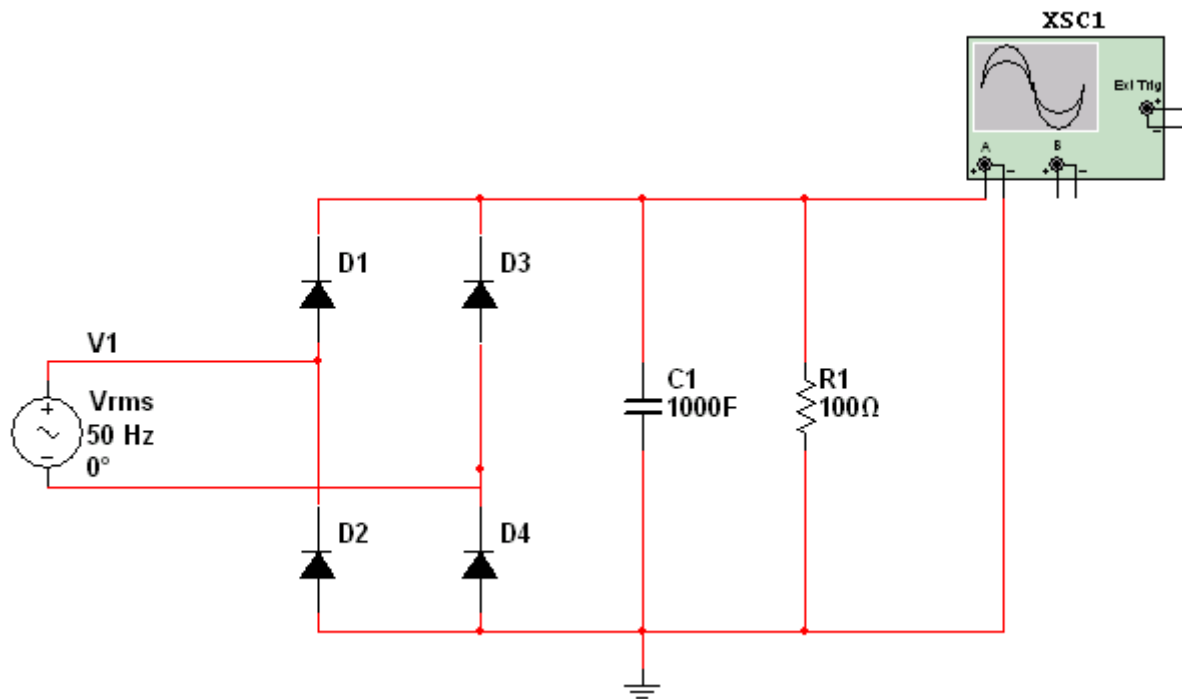 XSC1
Ext Trig
+
−
A
B
+ −
+ −
D1
D3
V1
Vrms
50 Hz
0°
+
−
C1
1000F
R1
100Ω
D2
D4